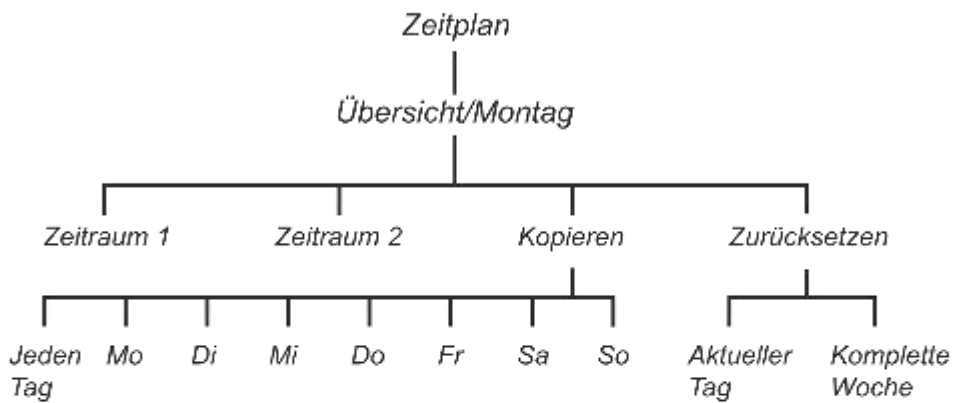 Zeitplan
Übersicht/Montag
Zeitraum 1 Zeitraum 2 Kopieren Zurücksetzen
Jeden Mo Di Mi Do Fr Sa So Aktueller Komplette
Tag Tag Woche